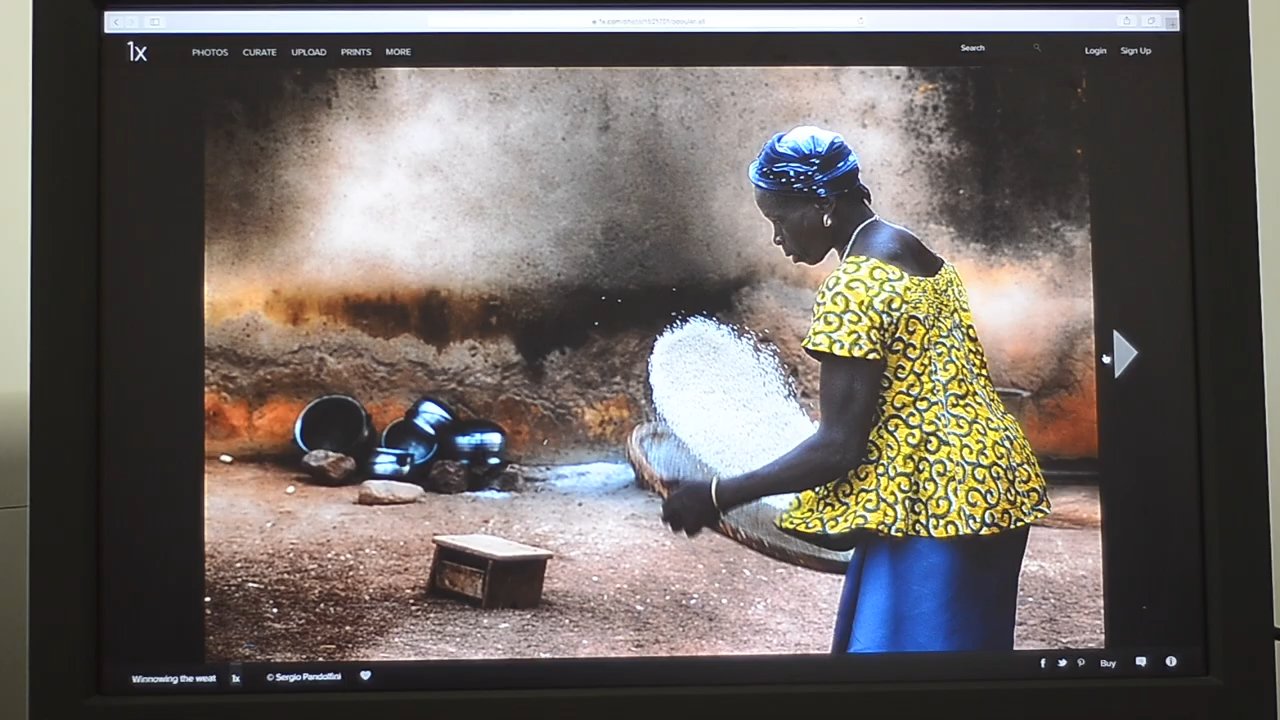 1x
PHOTOS CURATE UPLOAD PRINTS MORE
Search
Login Sign Up
Winnowing the weat 1x © Sergio Pandolfini
f Buy